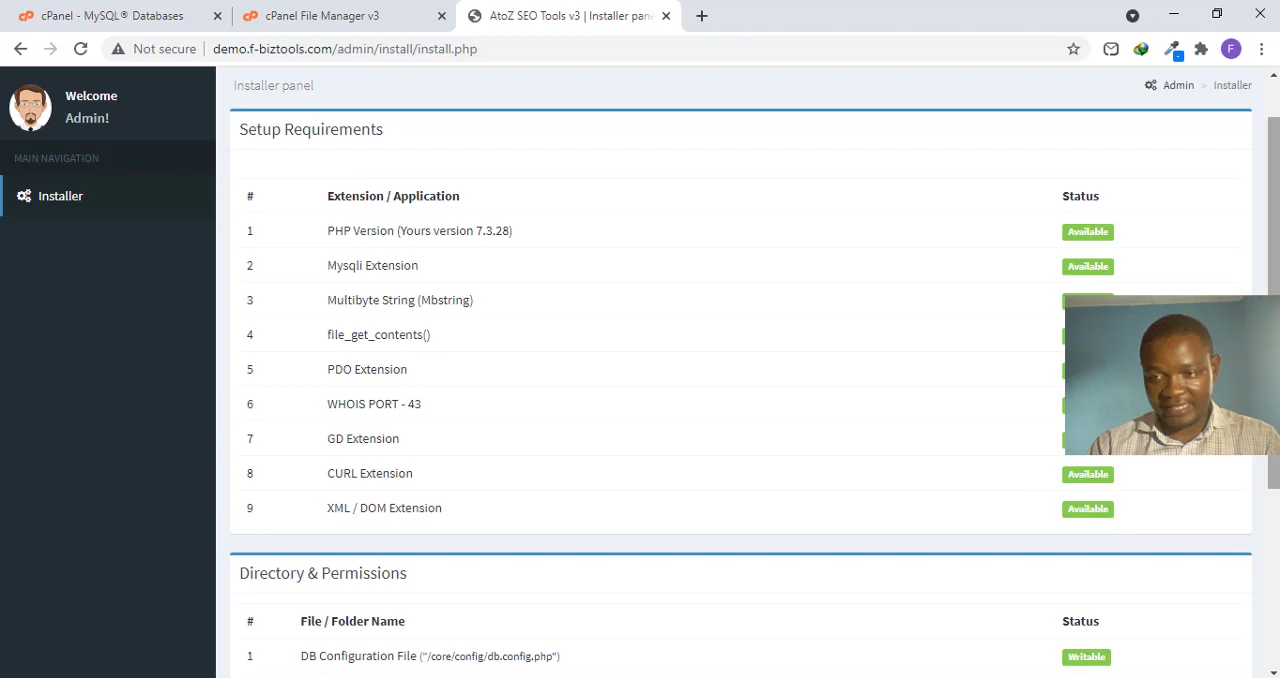 cPanel - MySQL® Databases
cPanel File Manager v3
AtoZ SEO Tools v3 | Installer pane
Not secure
demo.f-biztools.com/admin/install/install.php
F
Welcome
Admin!
MAIN NAVIGATION
Installer
Installer panel
Admin > Installer
Setup Requirements
# Extension / Application Status
1 PHP Version (Yours version 7.3.28) Available
2 Mysqli Extension Available
3 Multibyte String (Mbstring)
4 file_get_contents()
5 PDO Extension
6 WHOIS PORT - 43
7 GD Extension
8 CURL Extension Available
9 XML / DOM Extension Available
Directory & Permissions
# File / Folder Name Status
1 DB Configuration File ("/core/config/db.config.php") Writable